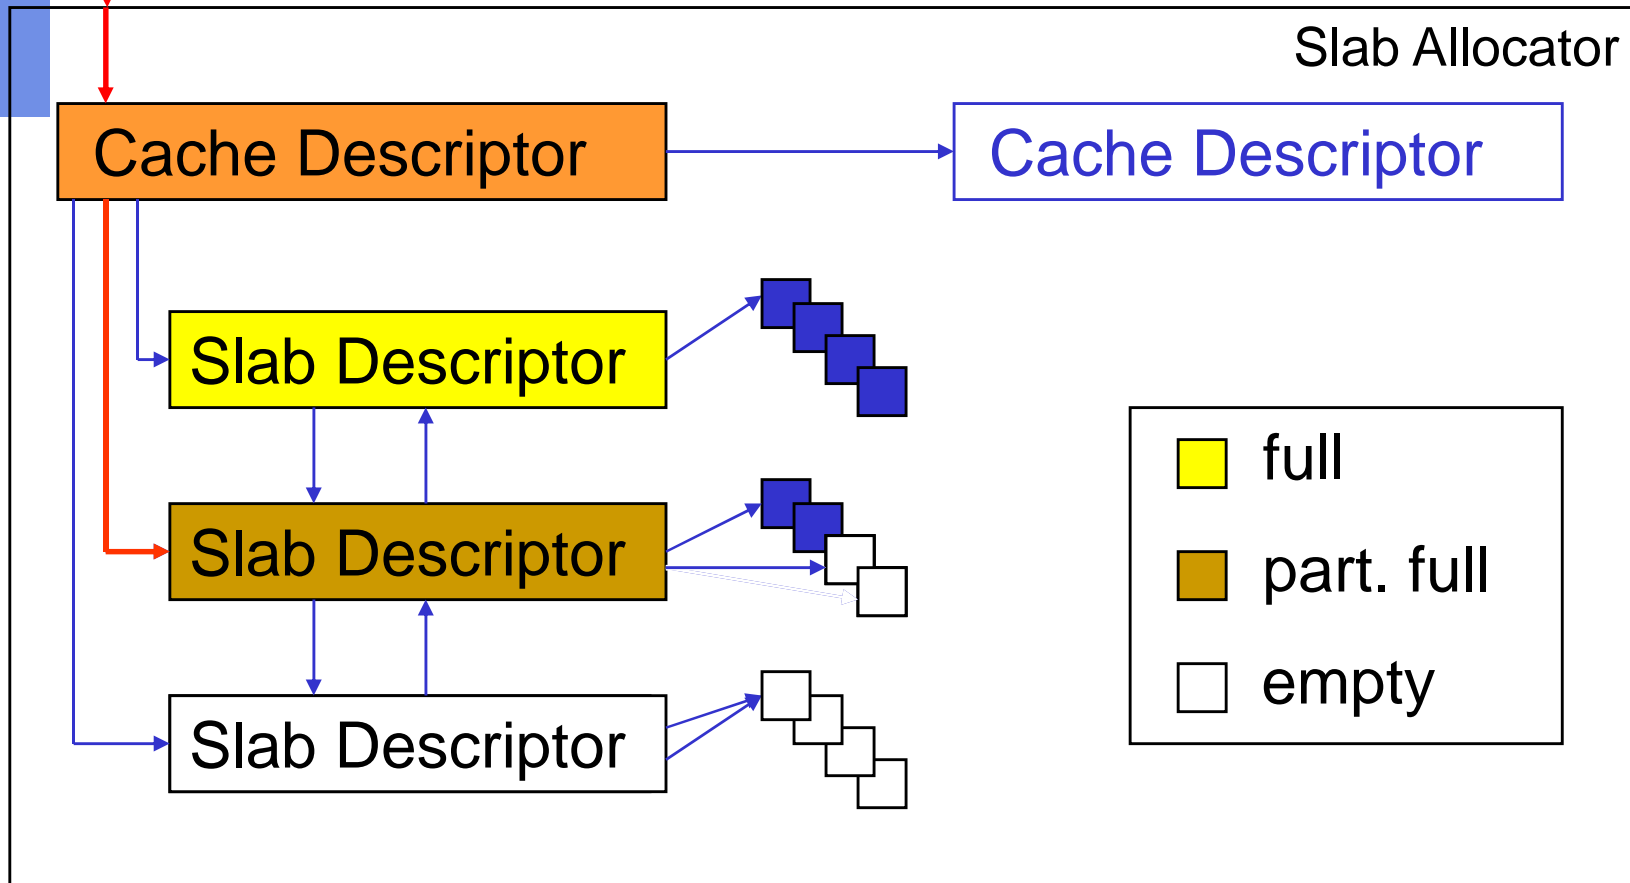 Slab Allocator
Cache Descriptor
Cache Descriptor
Slab Descriptor
Slab Descriptor
Slab Descriptor
full
part. full
empty